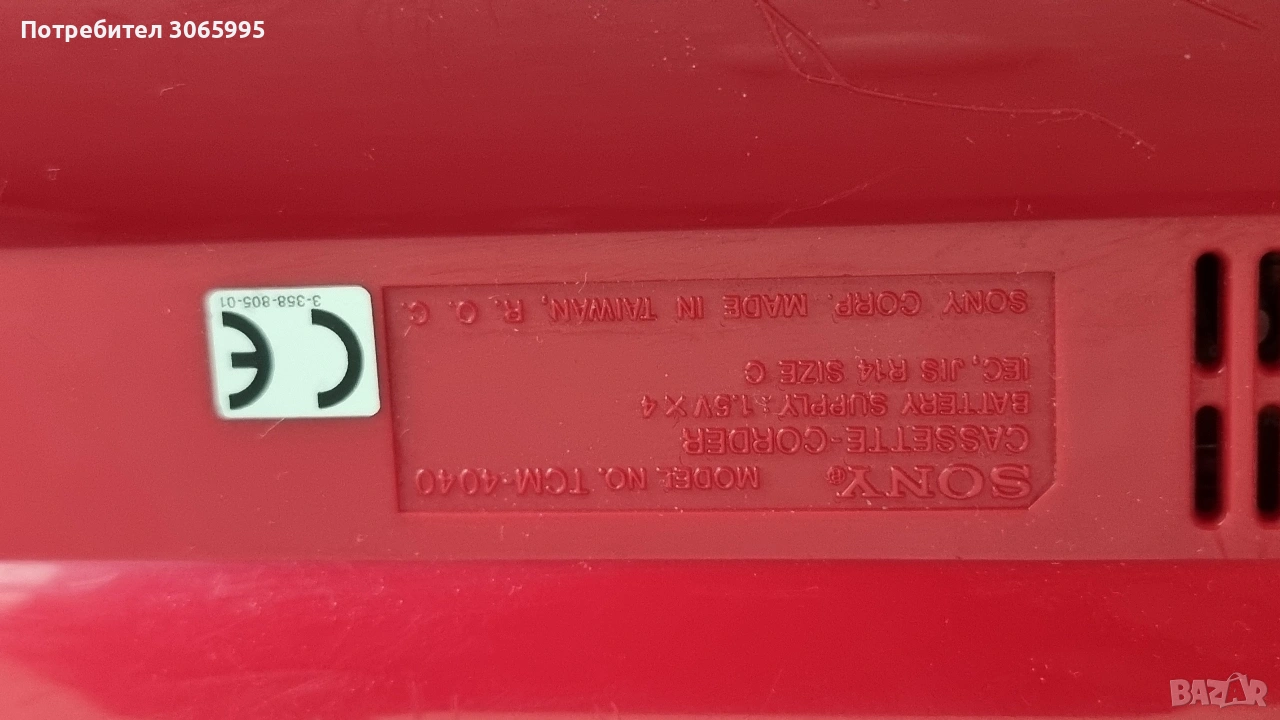 Потребител 3065995
SONY® MODEL NO. TCM-4040
CASSETTE-CORDER
BATTERY SUPPLY: 1.5V X 4
IEC, JIS R14 SIZE C
SONY CORP. MADE IN TAIWAN, R. O. C.
CE
3-358-805-01
BAZAR